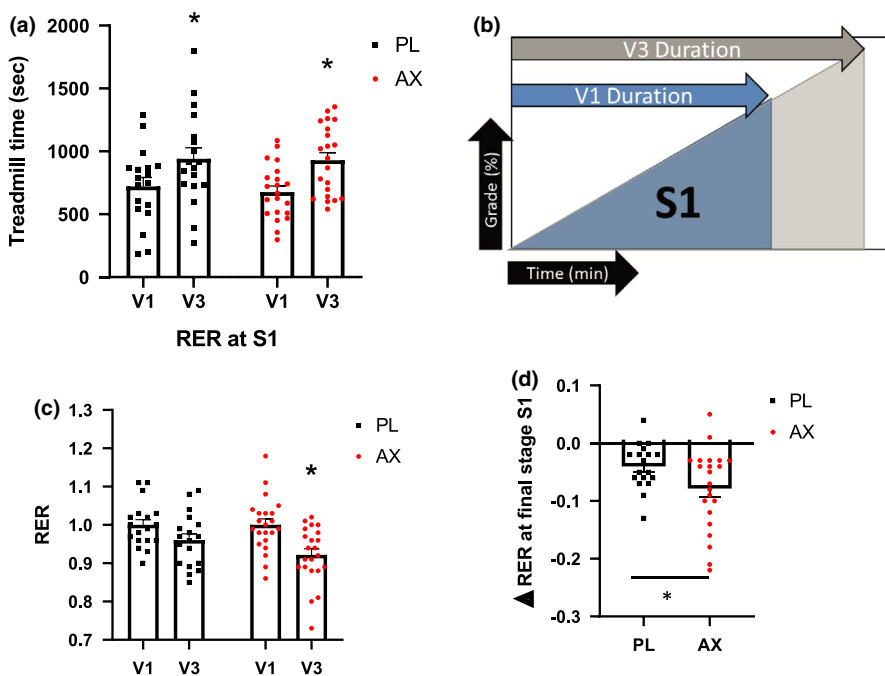 (a)
*
*
PL
AX
Treadmill time (sec)
2000
1500
1000
500
0
V1
V3
V1
V3
(b)
V3 Duration
V1 Duration
Grade (%)
S1
Time (min)
RER at S1
(c)
RER
1.3
1.2
1.1
1.0
0.9
0.8
0.7
PL
AX
*
V1
V3
V1
V3
(d)
▲ RER at final stage S1
0.1
0.0
-0.1
-0.2
-0.3
PL
AX
*
PL
AX